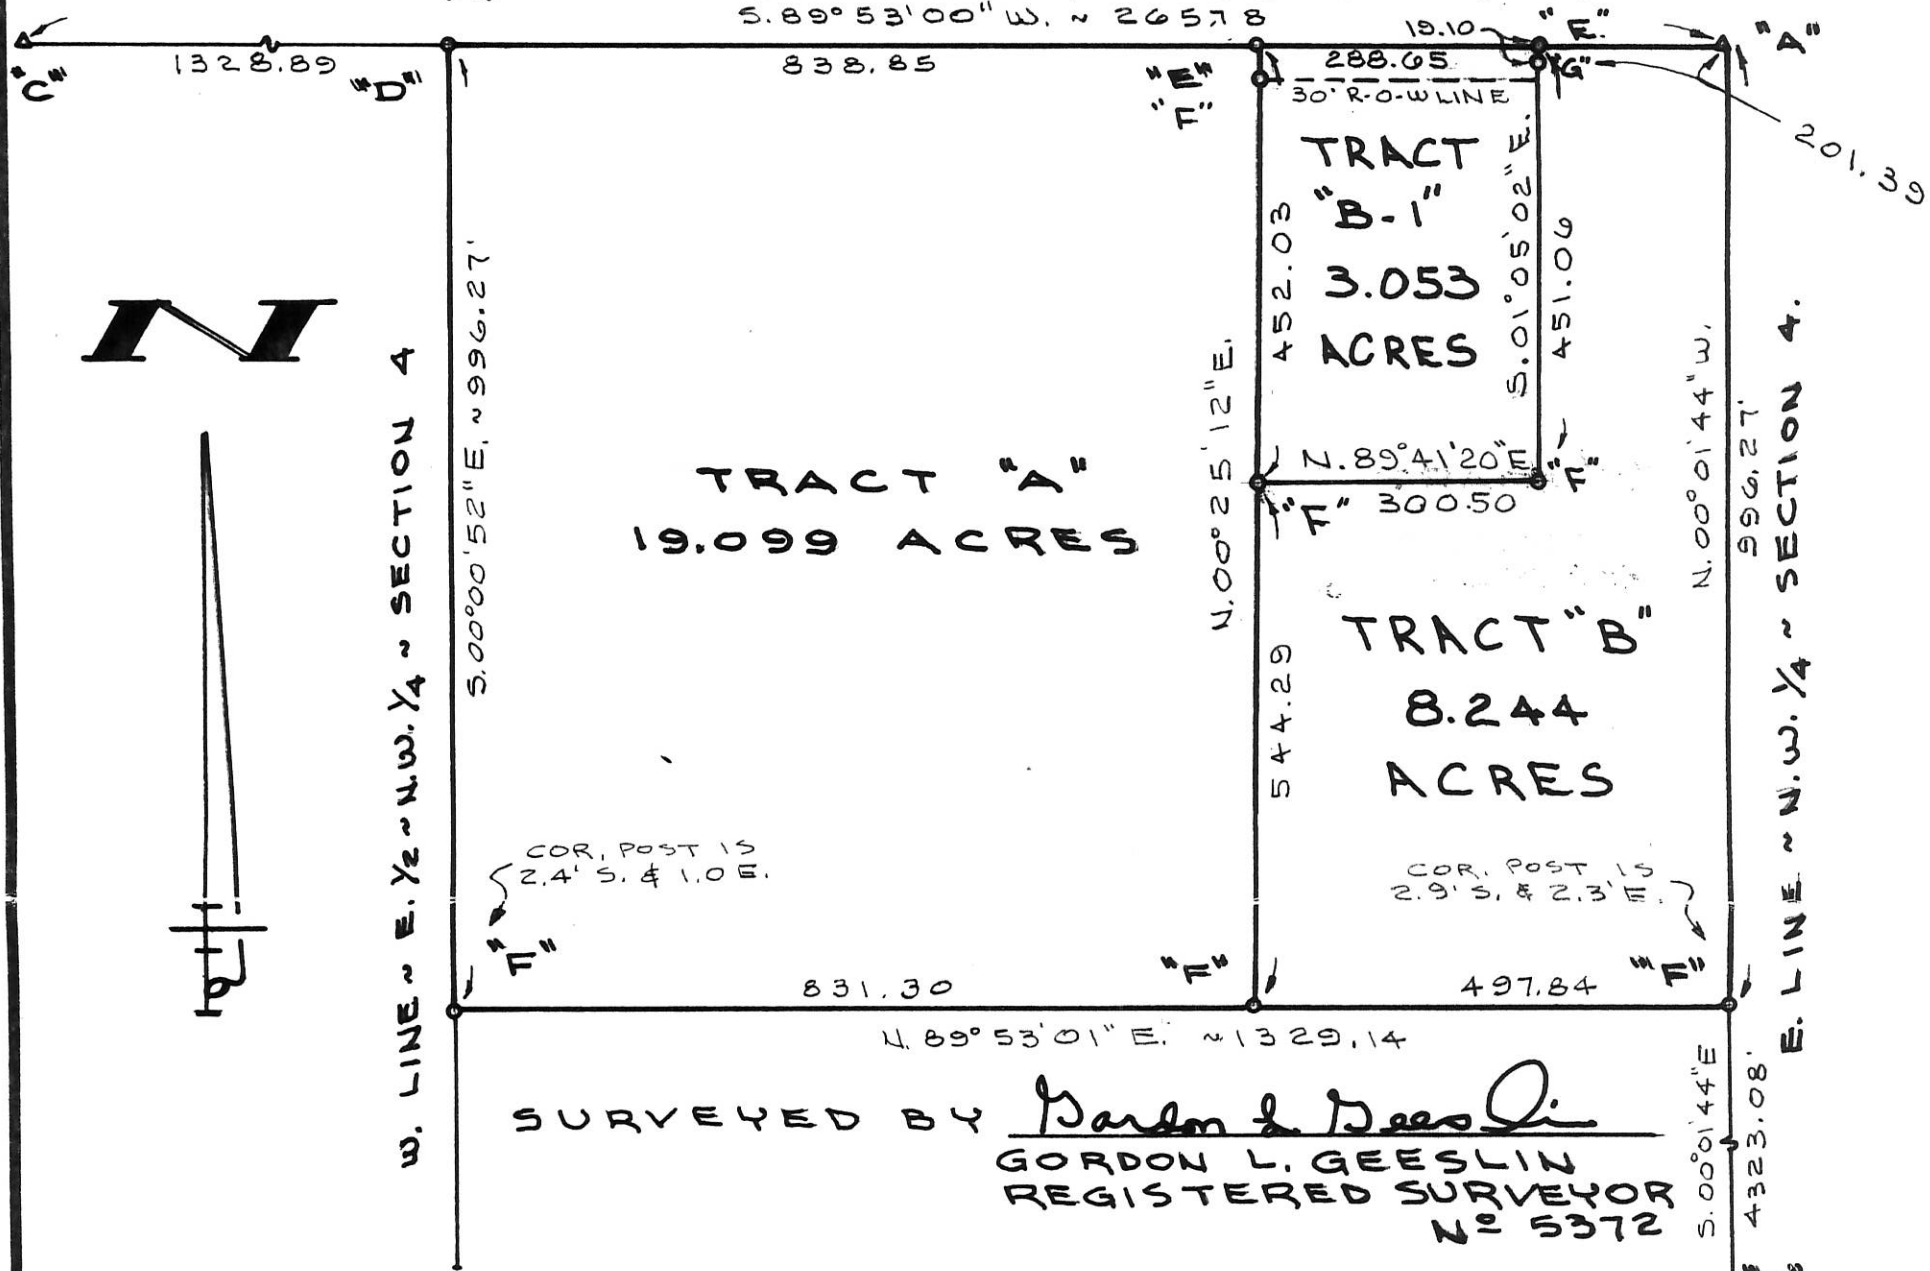 S. 89° 53' 00" W. ~ 2657.78
19.10
"E."
"A"
1328.89
838.85
288.65
"C"
"D"
"E"
"F"
"G"
30' R-O-W LINE
201.39
TRACT
"B-1"
3.053
ACRES
452.03
S. 01° 05' 02" E.
451.06
S. 00° 00' 52" E. ~ 996.27'
N
W. LINE ~ E. 1/2 ~ N.W. 1/4 ~ SECTION 4
N. 00° 25' 12" E.
N. 00° 01' 44" W.
996.27'
E. LINE ~ N.W. 1/4 ~ SECTION 4.
TRACT "A"
19.099 ACRES
N. 89° 41' 20" E.
"F"
300.50
"F"
TRACT "B"
8.244
ACRES
544.29
COR. POST IS
2.4' S. & 1.0 E.
COR. POST IS
2.9' S. & 2.3' E.
"F"
"F"
"F"
831.30
497.84
N. 89° 53' 01" E. ~ 1329.14
S. 00° 01' 44" E
4323.08'
SURVEYED BY Gordon L Geeslin
GORDON L. GEESLIN
REGISTERED SURVEYOR
Nº 5372